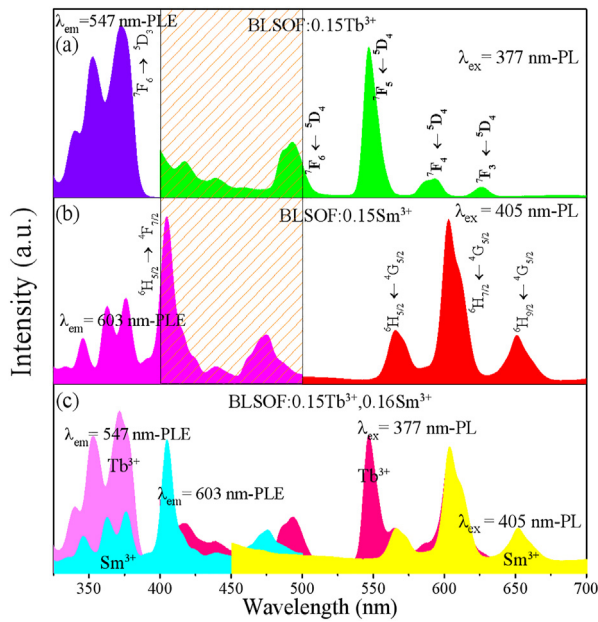 (a)
λem=547 nm-PLE
BLSOF:0.15Tb³⁺
λex = 377 nm-PL
⁷F₆ → ⁵D₃
⁷F₆ ← ⁵D₄
⁷F₅ ← ⁵D₄
⁷F₄ ← ⁵D₄
⁷F₃ ← ⁵D₄
(b)
BLSOF:0.15Sm³⁺
λex = 405 nm-PL
λem= 603 nm-PLE
⁶H₅/₂ → ⁴F₇/₂
⁶H₅/₂ ← ⁴G₅/₂
⁶H₇/₂ ← ⁴G₅/₂
⁶H₉/₂ ← ⁴G₅/₂
(c)
BLSOF:0.15Tb³⁺,0.16Sm³⁺
λem= 547 nm-PLE
λex = 377 nm-PL
Tb³⁺
Tb³⁺
λem= 603 nm-PLE
λex = 405 nm-PL
Sm³⁺
Sm³⁺
350 400 450 500 550 600 650 700
Wavelength (nm)
Intensity (a.u.)